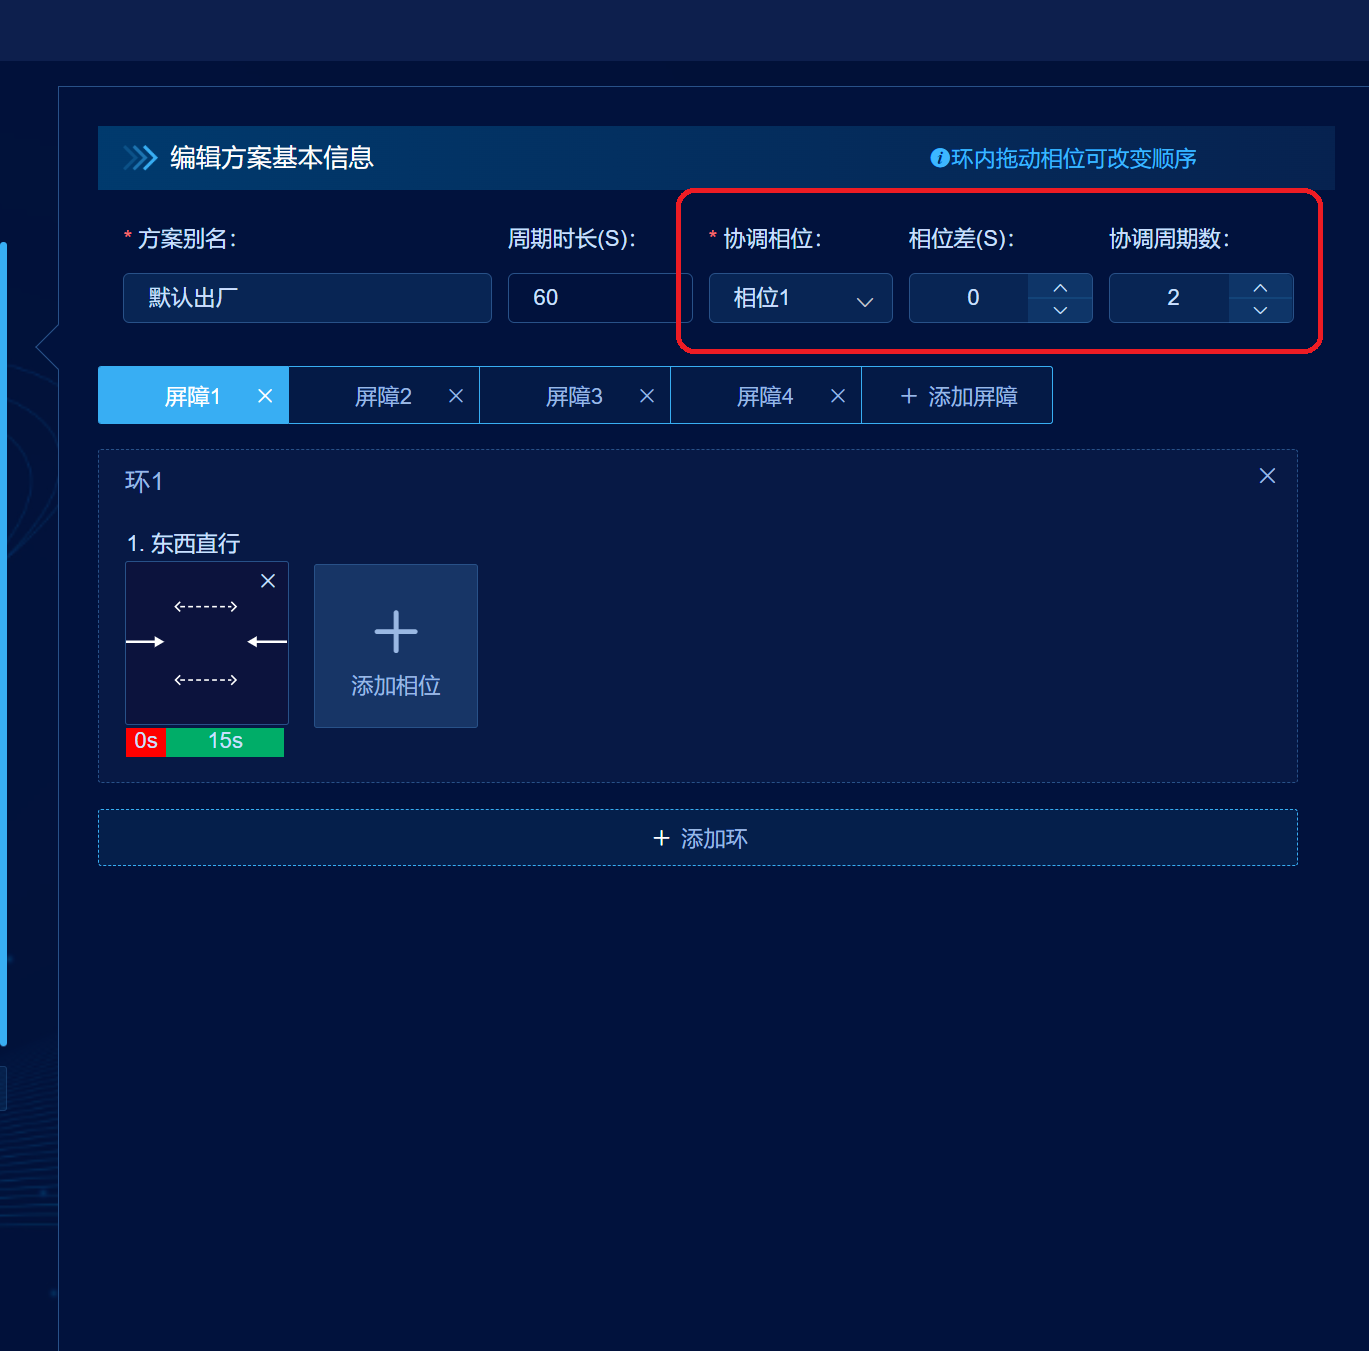 编辑方案基本信息
环内拖动相位可改变顺序
* 方案别名:
周期时长(S):
* 协调相位:
相位差(S):
协调周期数:
默认出厂
60
相位1
0
2
屏障1
屏障2
屏障3
屏障4
添加屏障
环1
1. 东西直行
添加相位
0s
15s
添加环